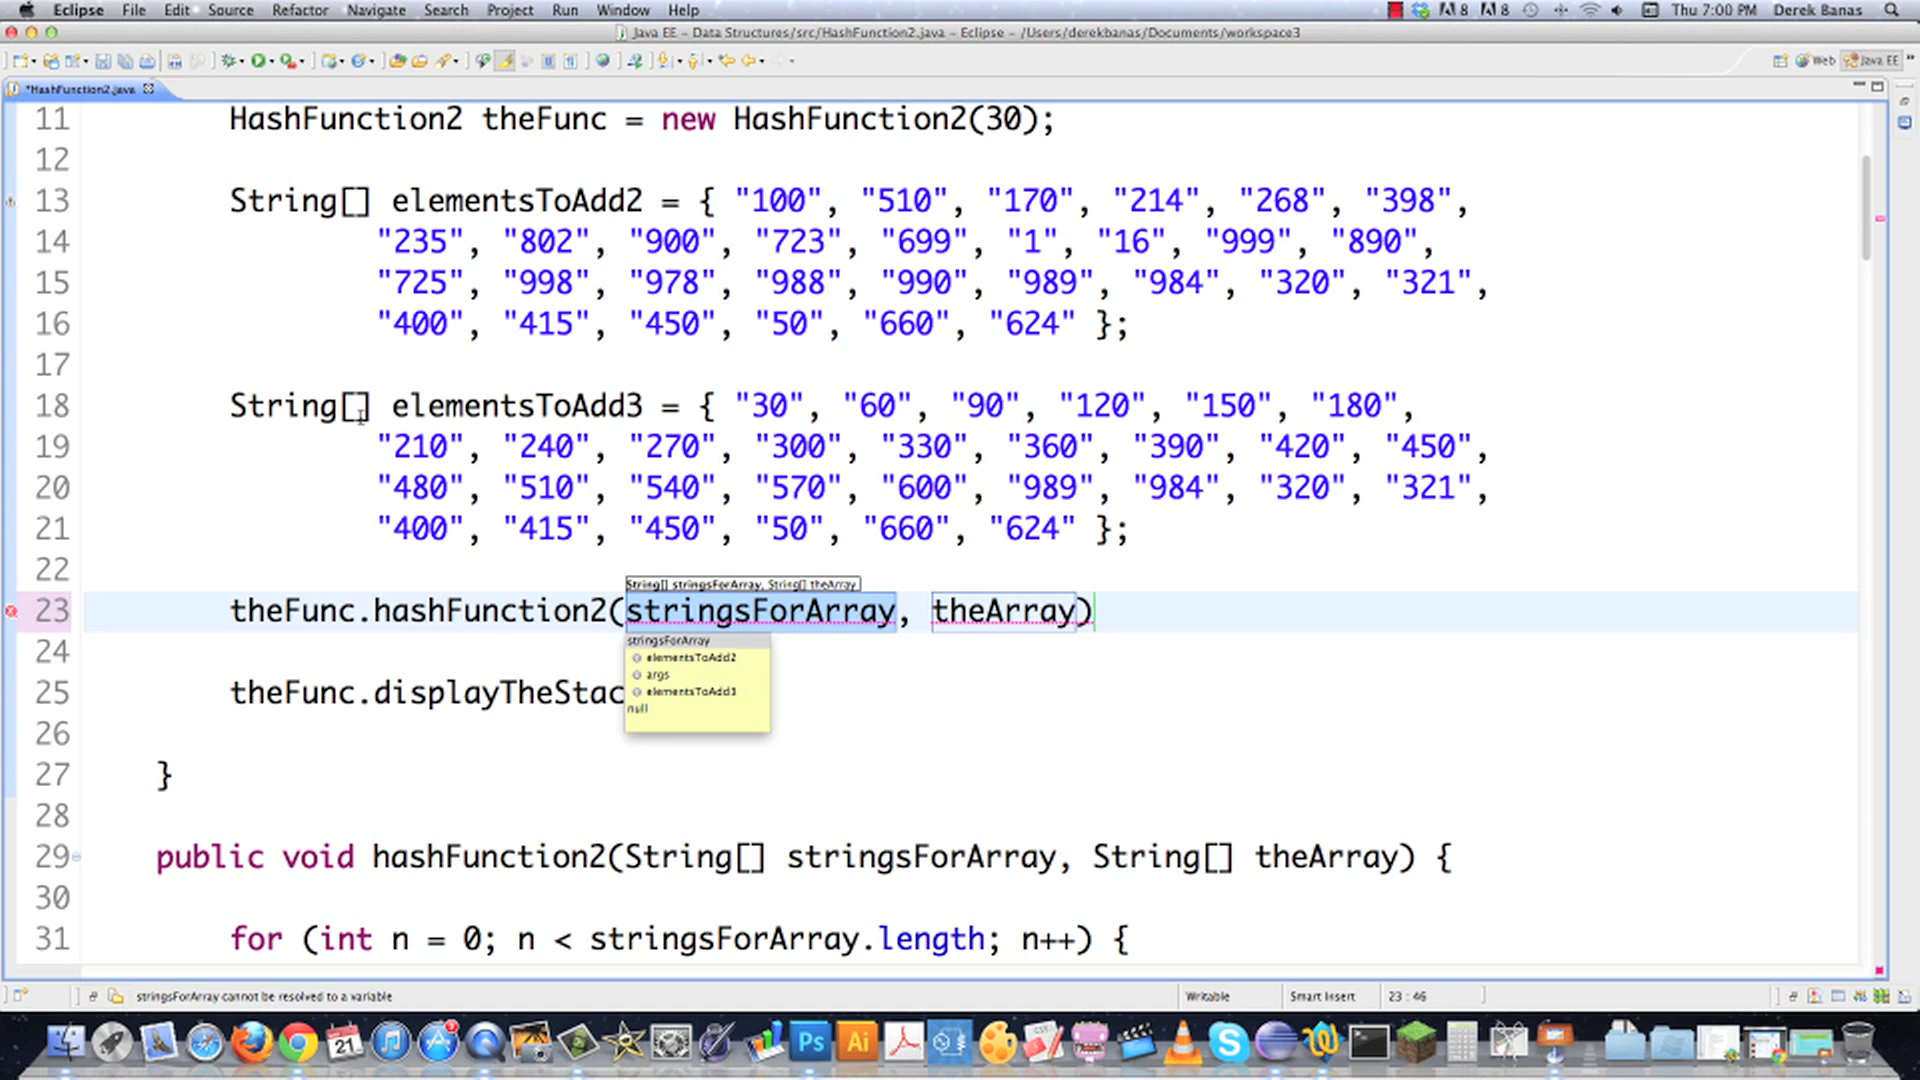 Eclipse File Edit Source Refactor Navigate Search Project Run Window Help 8 8 Thu 7:00 PM Derek Banas
Java EE – Data Structures/src/HashFunction2.java – Eclipse – /Users/derekbanas/Documents/workspace3
Web Java EE
*HashFunction2.java
11 HashFunction2 theFunc = new HashFunction2(30);
12
13 String[] elementsToAdd2 = { "100", "510", "170", "214", "268", "398",
14 "235", "802", "900", "723", "699", "1", "16", "999", "890",
15 "725", "998", "978", "988", "990", "989", "984", "320", "321",
16 "400", "415", "450", "50", "660", "624" };
17
18 String[] elementsToAdd3 = { "30", "60", "90", "120", "150", "180",
19 "210", "240", "270", "300", "330", "360", "390", "420", "450",
20 "480", "510", "540", "570", "600", "989", "984", "320", "321",
21 "400", "415", "450", "50", "660", "624" };
22
String[] stringsForArray, String[] theArray
23 theFunc.hashFunction2(stringsForArray, theArray)
stringsForArray
24
elementsToAdd2
args
25 theFunc.displayTheStac
elementsToAdd3
null
26
27 }
28
29 public void hashFunction2(String[] stringsForArray, String[] theArray) {
30
31 for (int n = 0; n < stringsForArray.length; n++) {
stringsForArray cannot be resolved to a variable Writable Smart Insert 23 : 46
21 Ps Ai